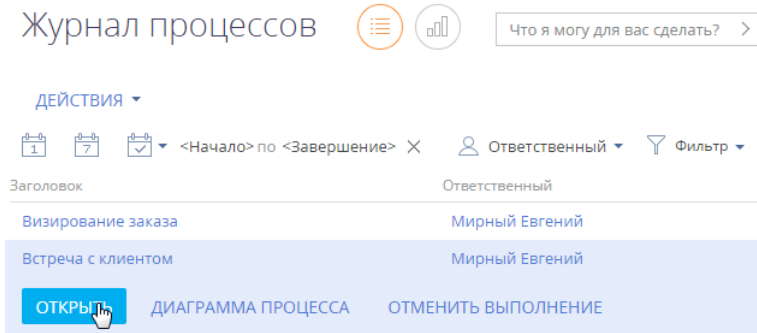 Журнал процессов
Что я могу для вас сделать?
ДЕЙСТВИЯ
1 7 <Начало> по <Завершение> Ответственный Фильтр
Заголовок Ответственный
Визирование заказа Мирный Евгений
Встреча с клиентом Мирный Евгений
ОТКРЫТЬ ДИАГРАММА ПРОЦЕССА ОТМЕНИТЬ ВЫПОЛНЕНИЕ